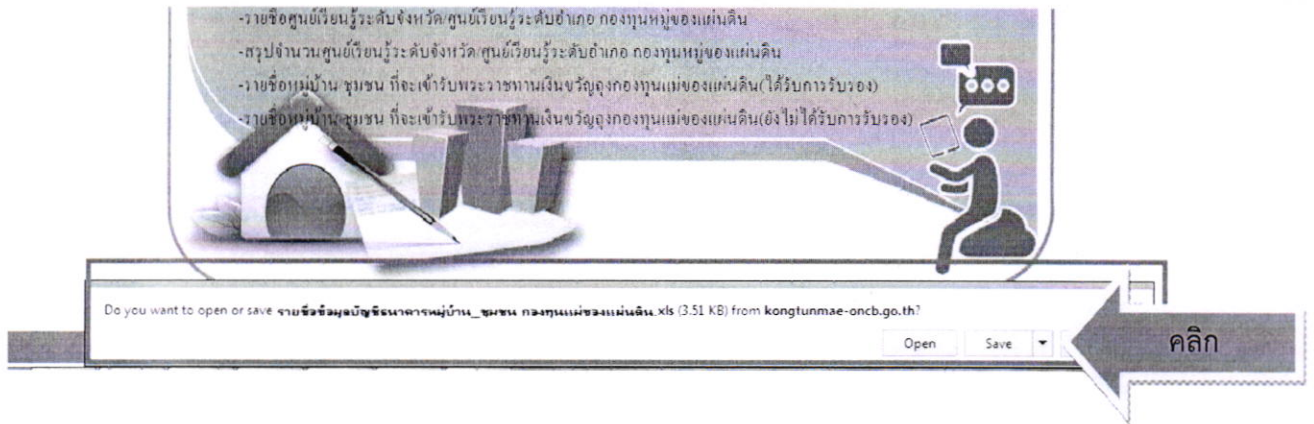 -รายชื่อศูนย์เรียนรู้ระดับจังหวัด/ศูนย์เรียนรู้ระดับอำเภอ กองทุนแม่ของแผ่นดิน
-สรุปจำนวนศูนย์เรียนรู้ระดับจังหวัด/ศูนย์เรียนรู้ระดับอำเภอ กองทุนแม่ของแผ่นดิน
-รายชื่อหมู่บ้าน/ชุมชน ที่จะเข้ารับพระราชทานเงินขวัญถุงกองทุนแม่ของแผ่นดิน(ได้รับการรับรอง)
-รายชื่อหมู่บ้าน/ชุมชน ที่จะเข้ารับพระราชทานเงินขวัญถุงกองทุนแม่ของแผ่นดิน(ยังไม่ได้รับการรับรอง)
Do you want to open or save รายชื่อข้อมูลบัญชีธนาคารหมู่บ้าน_ชุมชน กองทุนแม่ของแผ่นดิน.xls (3.51 KB) from kongtunmae-oncb.go.th?
Open Save
คลิก